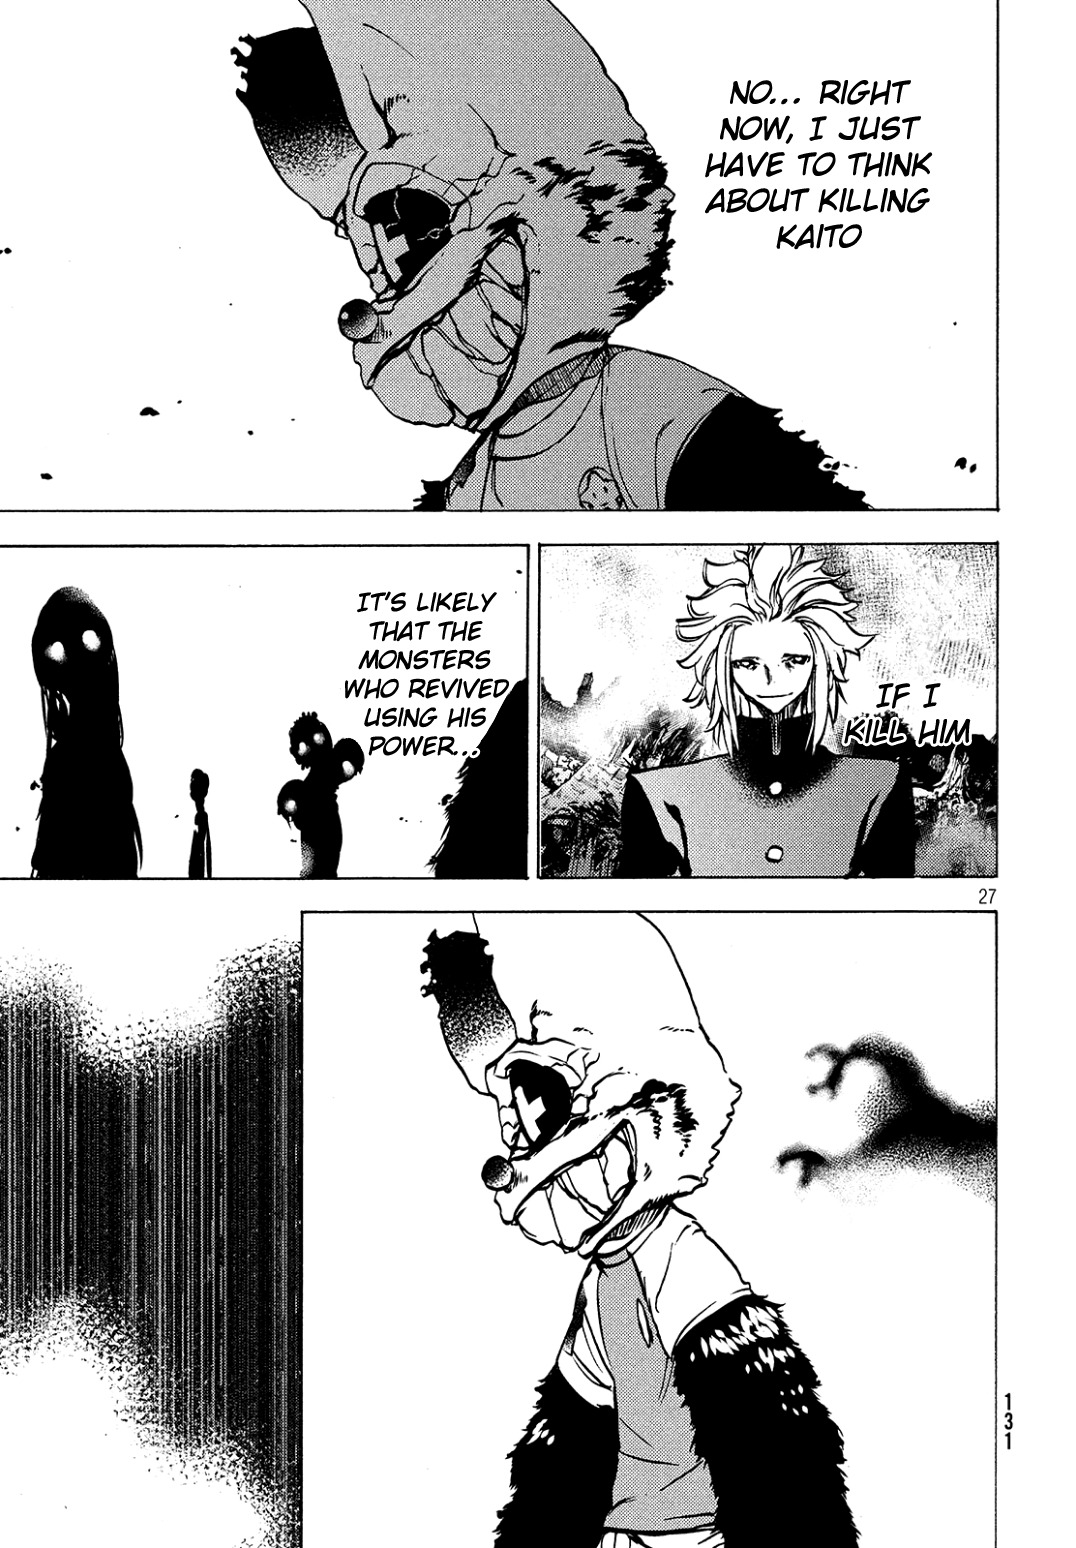 NO... RIGHT
NOW, I JUST
HAVE TO THINK
ABOUT KILLING
KAITO
IF I
KILL HIM
IT'S LIKELY
THAT THE
MONSTERS
WHO REVIVED
USING HIS
POWER...
27
131